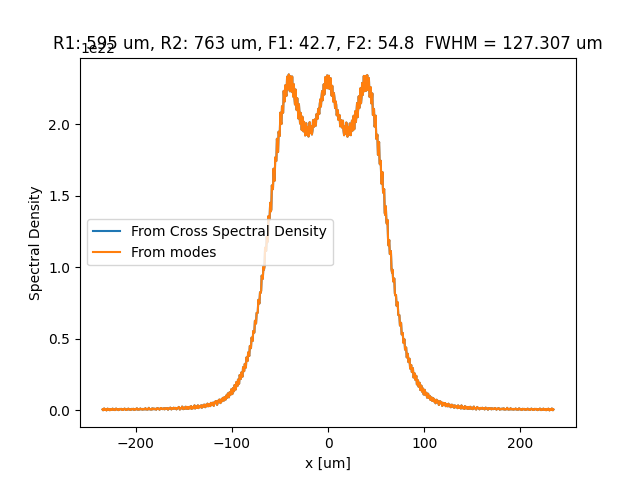 R1: 595 um, R2: 763 um, F1: 42.7, F2: 54.8  FWHM = 127.307 um
1e22
2.0
1.5
1.0
0.5
0.0
Spectral Density
From Cross Spectral Density
From modes
−200
−100
0
100
200
x [um]